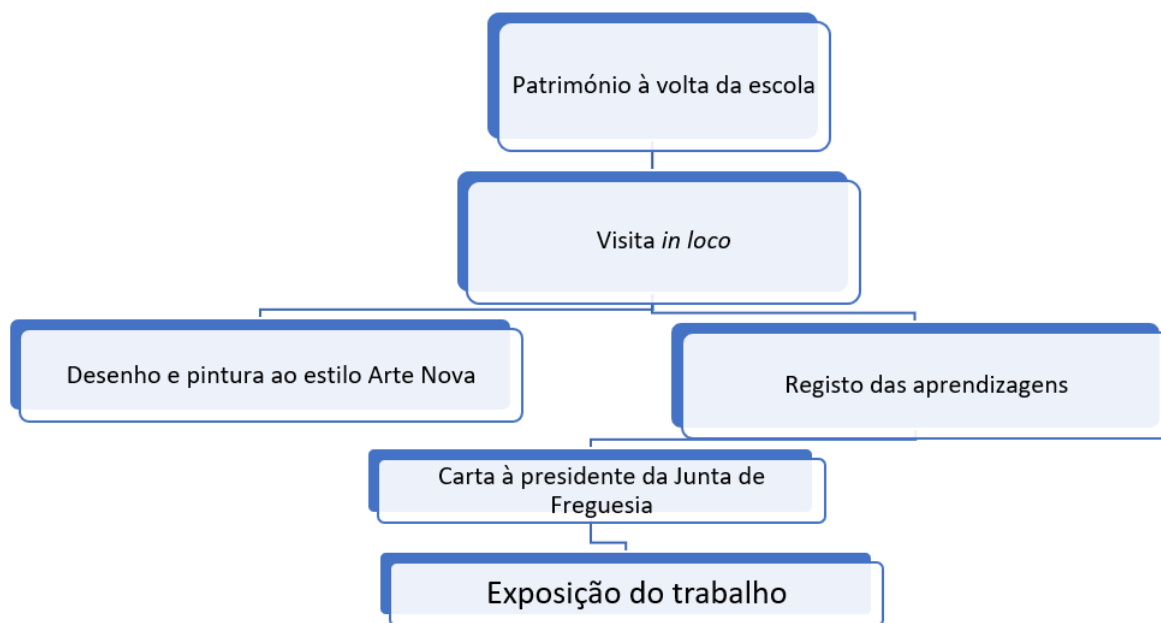 Património à volta da escola
Visita in loco
Desenho e pintura ao estilo Arte Nova
Registo das aprendizagens
Carta à presidente da Junta de
Freguesia
Exposição do trabalho